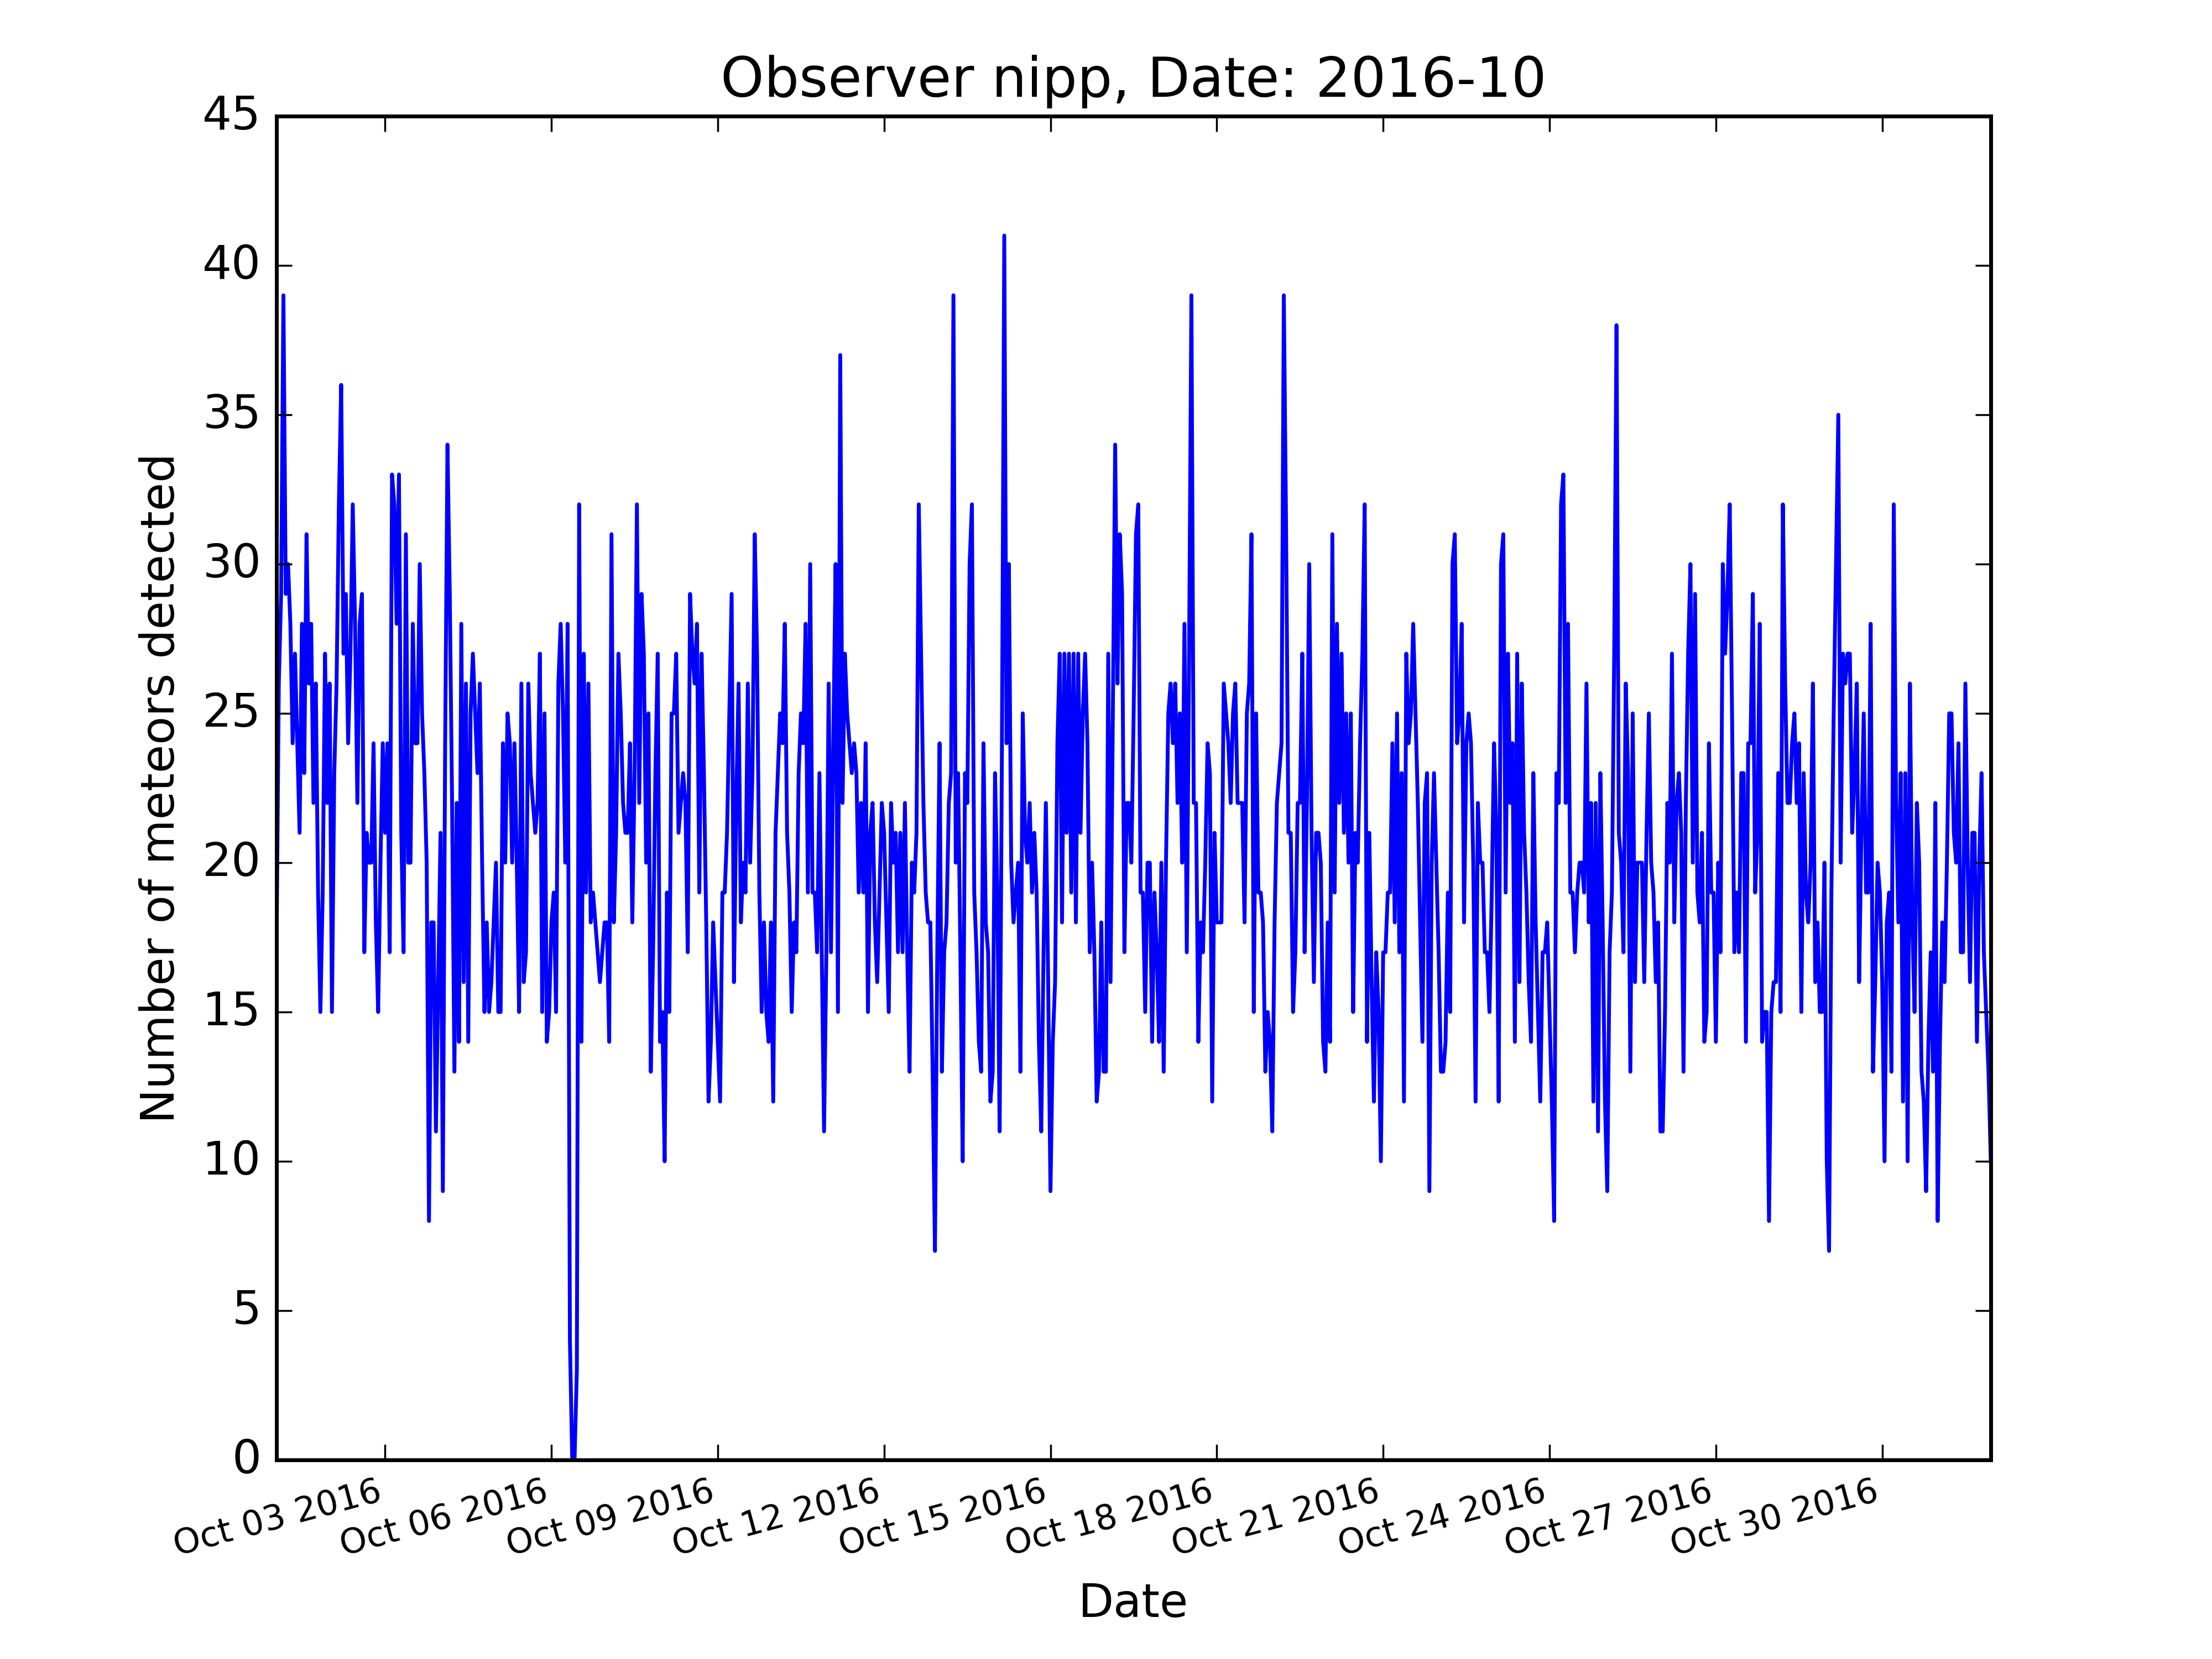 Observer nipp, Date: 2016-10
45
40
35
30
25
20
15
10
5
0
Number of meteors detected
Oct 03 2016
Oct 06 2016
Oct 09 2016
Oct 12 2016
Oct 15 2016
Oct 18 2016
Oct 21 2016
Oct 24 2016
Oct 27 2016
Oct 30 2016
Date